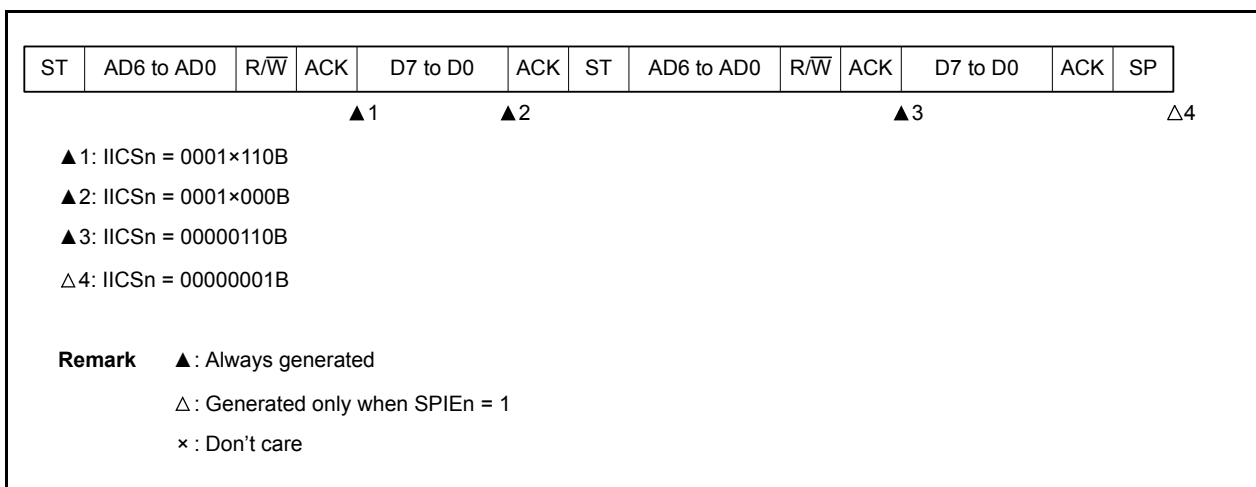 ST AD6 to AD0 R/W̅ ACK D7 to D0 ACK ST AD6 to AD0 R/W̅ ACK D7 to D0 ACK SP
▲1 ▲2 ▲3 △4
▲1: IICSn = 0001×110B
▲2: IICSn = 0001×000B
▲3: IICSn = 00000110B
△4: IICSn = 00000001B
Remark ▲: Always generated
△: Generated only when SPIEn = 1
×: Don't care